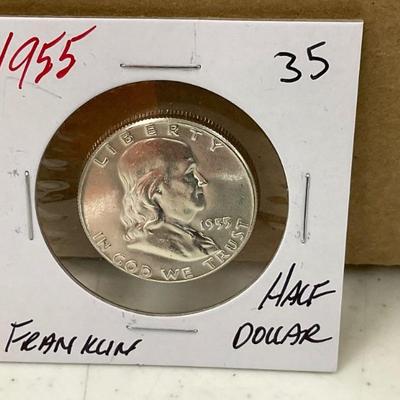 1955
35
LIBERTY
1955
IN GOD WE TRUST
FRANKLIN
HALF
DOLLAR